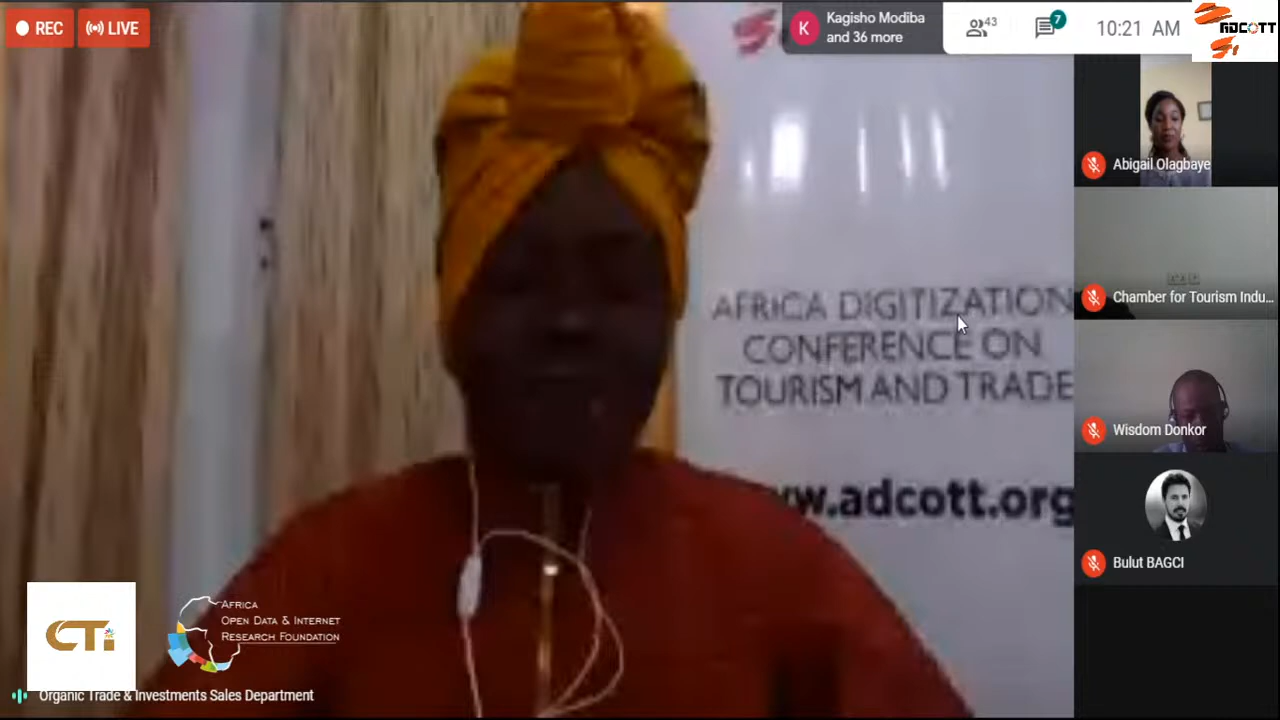 REC
LIVE
K
Kagisho Modiba
and 36 more
43
7
10:21 AM
ADCOTT
Abigail Olagbaye
Chamber for Tourism Indu...
Wisdom Donkor
Bulut BAGCI
AFRICA DIGITIZATION
CONFERENCE ON
TOURISM AND TRADE
www.adcott.org
CTi
AFRICA
OPEN DATA & INTERNET
RESEARCH FOUNDATION
Organic Trade & Investments Sales Department